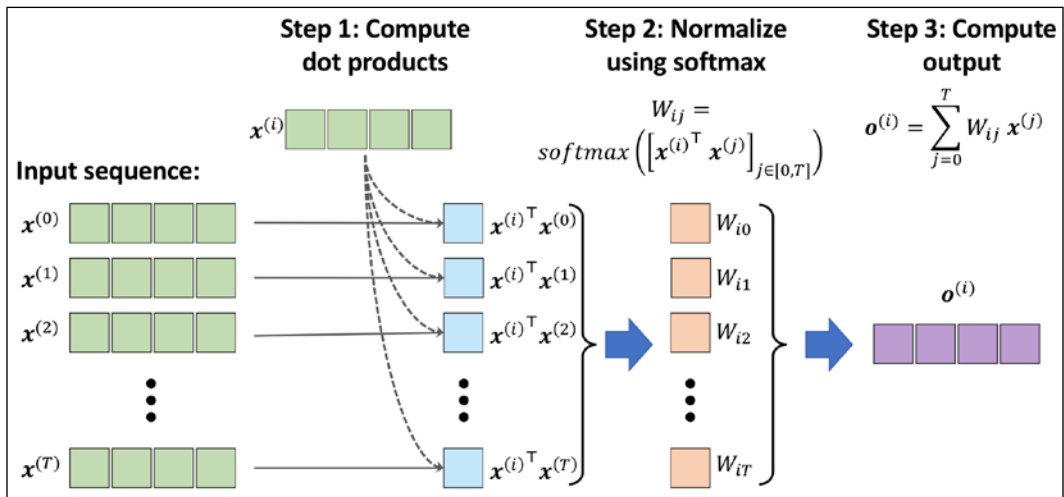 Step 1: Compute
dot products
Step 2: Normalize
using softmax
Step 3: Compute
output
x^(i)
W_ij =
softmax([x^(i)⊤ x^(j)]_j∈[0,T])
o^(i) = ∑_{j=0}^{T} W_ij x^(j)
Input sequence:
x^(0) x^(i)⊤ x^(0) W_i0
x^(1) x^(i)⊤ x^(1) W_i1
x^(2) x^(i)⊤ x^(2) W_i2
o^(i)
x^(T) x^(i)⊤ x^(T) W_iT